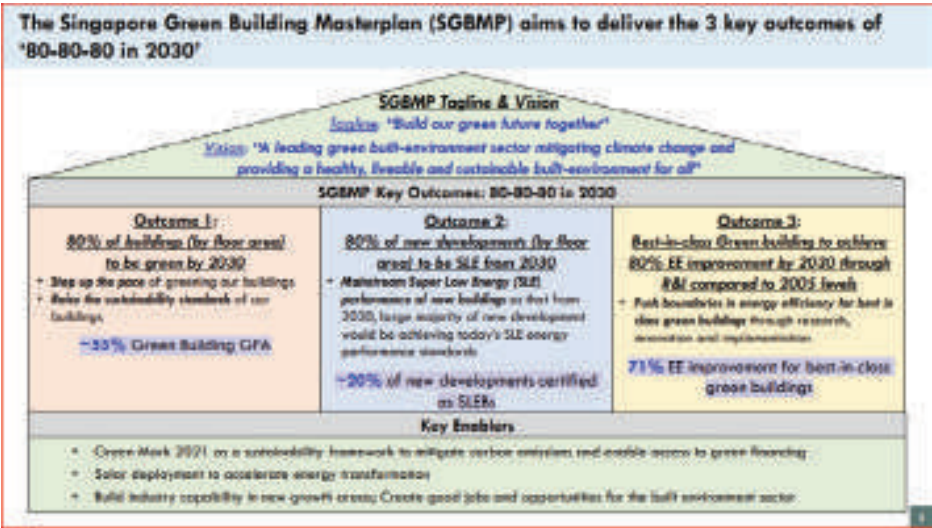 The Singapore Green Building Masterplan (SGBMP) aims to deliver the 3 key outcomes of
'80-80-80 in 2030'
SGBMP Tagline & Vision
Tagline: "Build our green future together"
Vision: "A leading green built-environment sector mitigating climate change and
providing a healthy, liveable and sustainable built-environment for all"
SGBMP Key Outcomes: 80-80-80 in 2030
Outcome 1:
80% of buildings (by floor area)
to be green by 2030
• Step up the pace of greening our buildings
• Raise the sustainability standards of our
buildings
Green Building GFA
Outcome 2:
80% of new developments (by floor
area) to be SLE from 2030
• Mainstream Super Low Energy (SLE)
performance of new buildings so that from
2030, large majority of new development
would be achieving today's SLE energy
performance standards
~20% of new developments certified
as SLEBs
Outcome 3:
Best-in-class Green building to achieve
80% EE improvement by 2030 through
R&I compared to 2005 levels
• Push boundaries in energy efficiency for best in
class green buildings through research,
innovation and implementation
71% EE improvement for best-in-class
green buildings
Key Enablers
• Green Mark 2021 as a sustainability framework to mitigate carbon emissions and enable access to green financing
• Solar deployment to accelerate energy transformation
• Build industry capability in new growth areas; Create good jobs and opportunities for the built environment sector